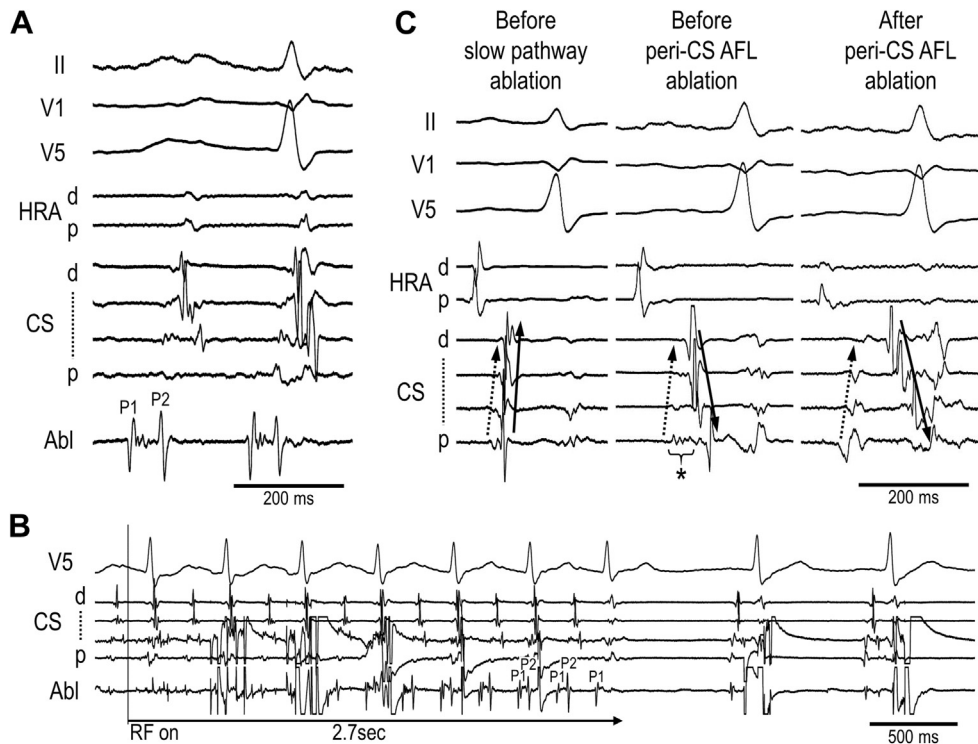 A
II
V1
V5
HRA
d
p
CS
d
p
P1 P2
Abl
200 ms
C
Before
slow pathway
ablation
Before
peri-CS AFL
ablation
After
peri-CS AFL
ablation
II
V1
V5
HRA
d
p
CS
d
p
*
200 ms
B
V5
CS
d
p
Abl
P1 P2 P1 P2 P1
RF on 2.7sec
500 ms